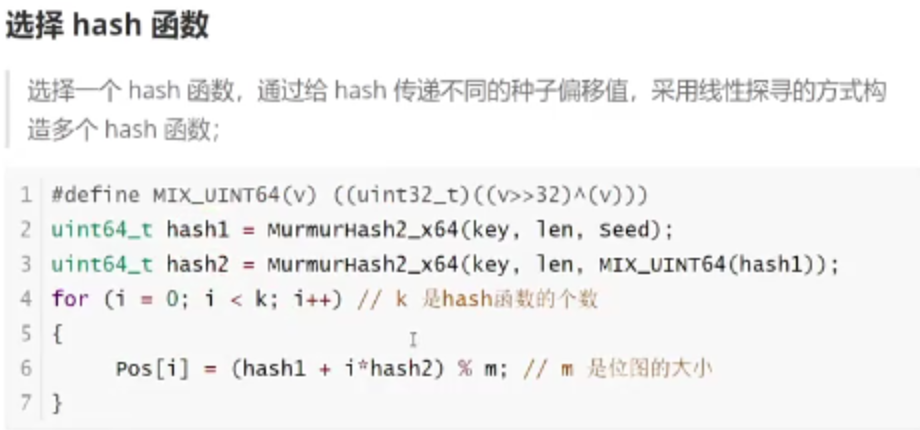 选择 hash 函数
选择一个 hash 函数，通过给 hash 传递不同的种子偏移值，采用线性探寻的方式构
造多个 hash 函数；
1 #define MIX_UINT64(v) ((uint32_t)((v>>32)^(v)))
2 uint64_t hash1 = MurmurHash2_x64(key, len, Seed);
3 uint64_t hash2 = MurmurHash2_x64(key, len, MIX_UINT64(hash1));
4 for (i = 0; i < k; i++) // k 是hash函数的个数
5 {
6 Pos[i] = (hash1 + i*hash2) % m; // m 是位图的大小
7 }